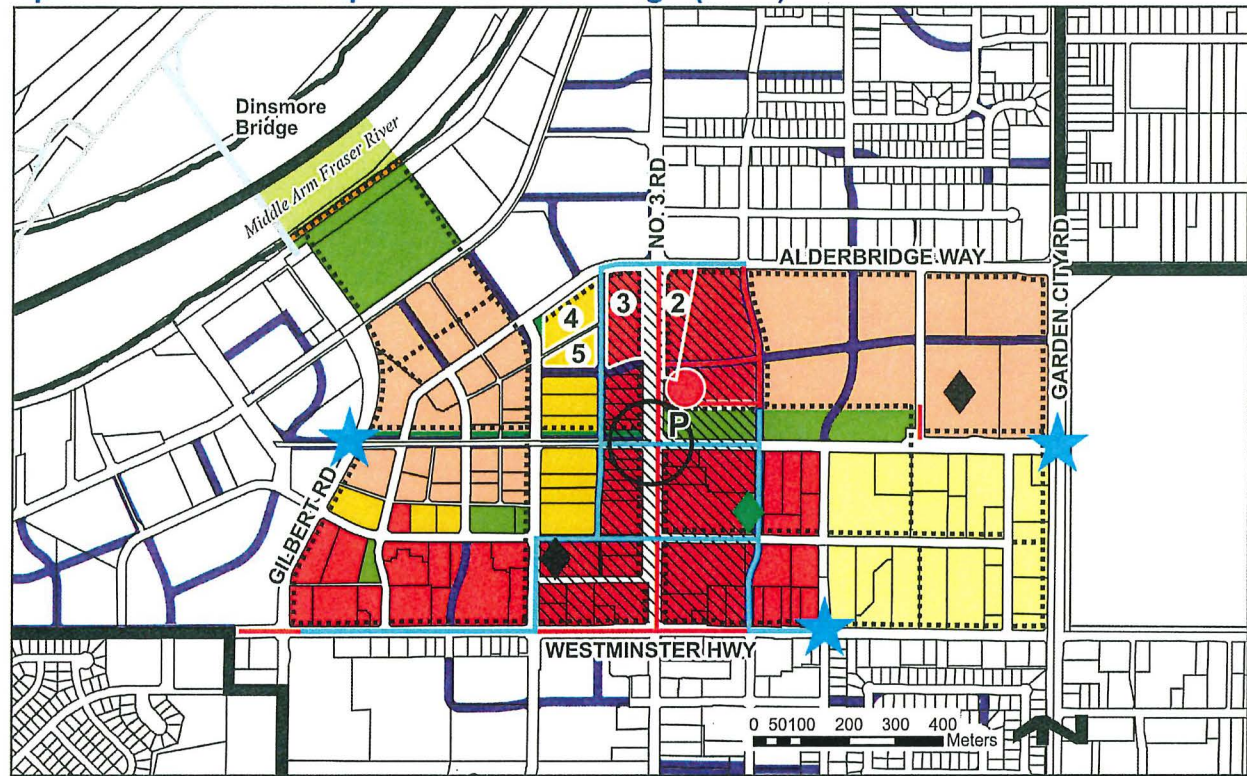 Dinsmore
Bridge
Middle Arm Fraser River
NO. 3 RD
ALDERBRIDGE WAY
GARDEN CITY RD
3
2
4
5
P
GILBERT RD
WESTMINSTER HWY
0 50 100 200 300 400
Meters
N